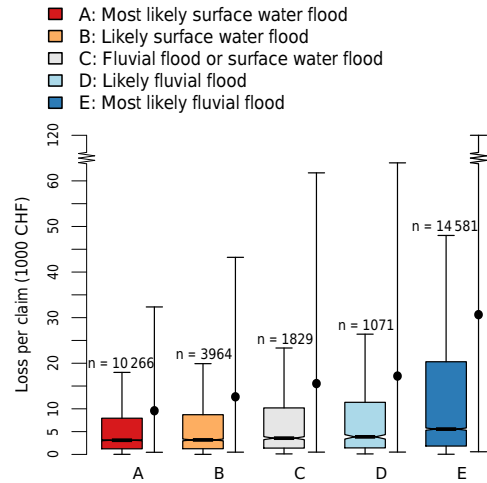 A: Most likely surface water flood
B: Likely surface water flood
C: Fluvial flood or surface water flood
D: Likely fluvial flood
E: Most likely fluvial flood
Loss per claim (1000 CHF)
120
60
50
40
30
20
10
5
0
n = 10 266
n = 3964
n = 1829
n = 1071
n = 14 581
A B C D E